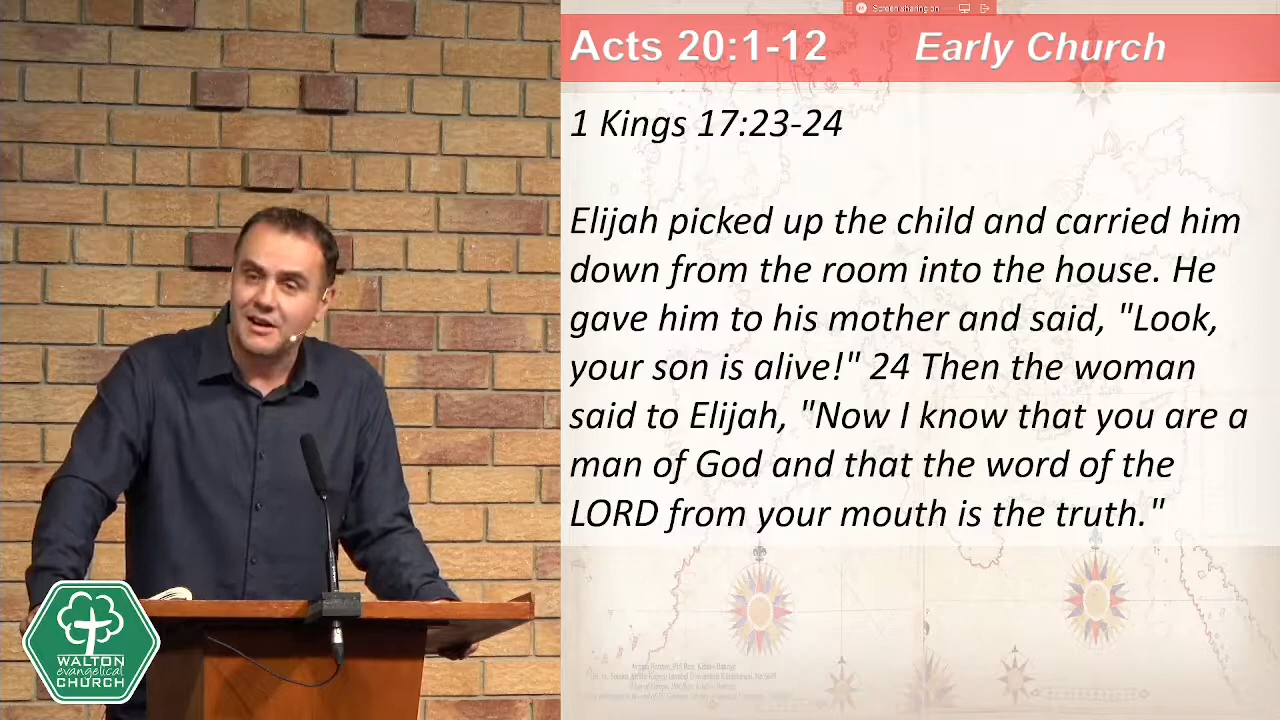 Screen sharing on
Acts 20:1-12 Early Church
1 Kings 17:23-24
Elijah picked up the child and carried him
down from the room into the house. He
gave him to his mother and said, "Look,
your son is alive!" 24 Then the woman
said to Elijah, "Now I know that you are a
man of God and that the word of the
LORD from your mouth is the truth."
WALTON
evangelical
CHURCH